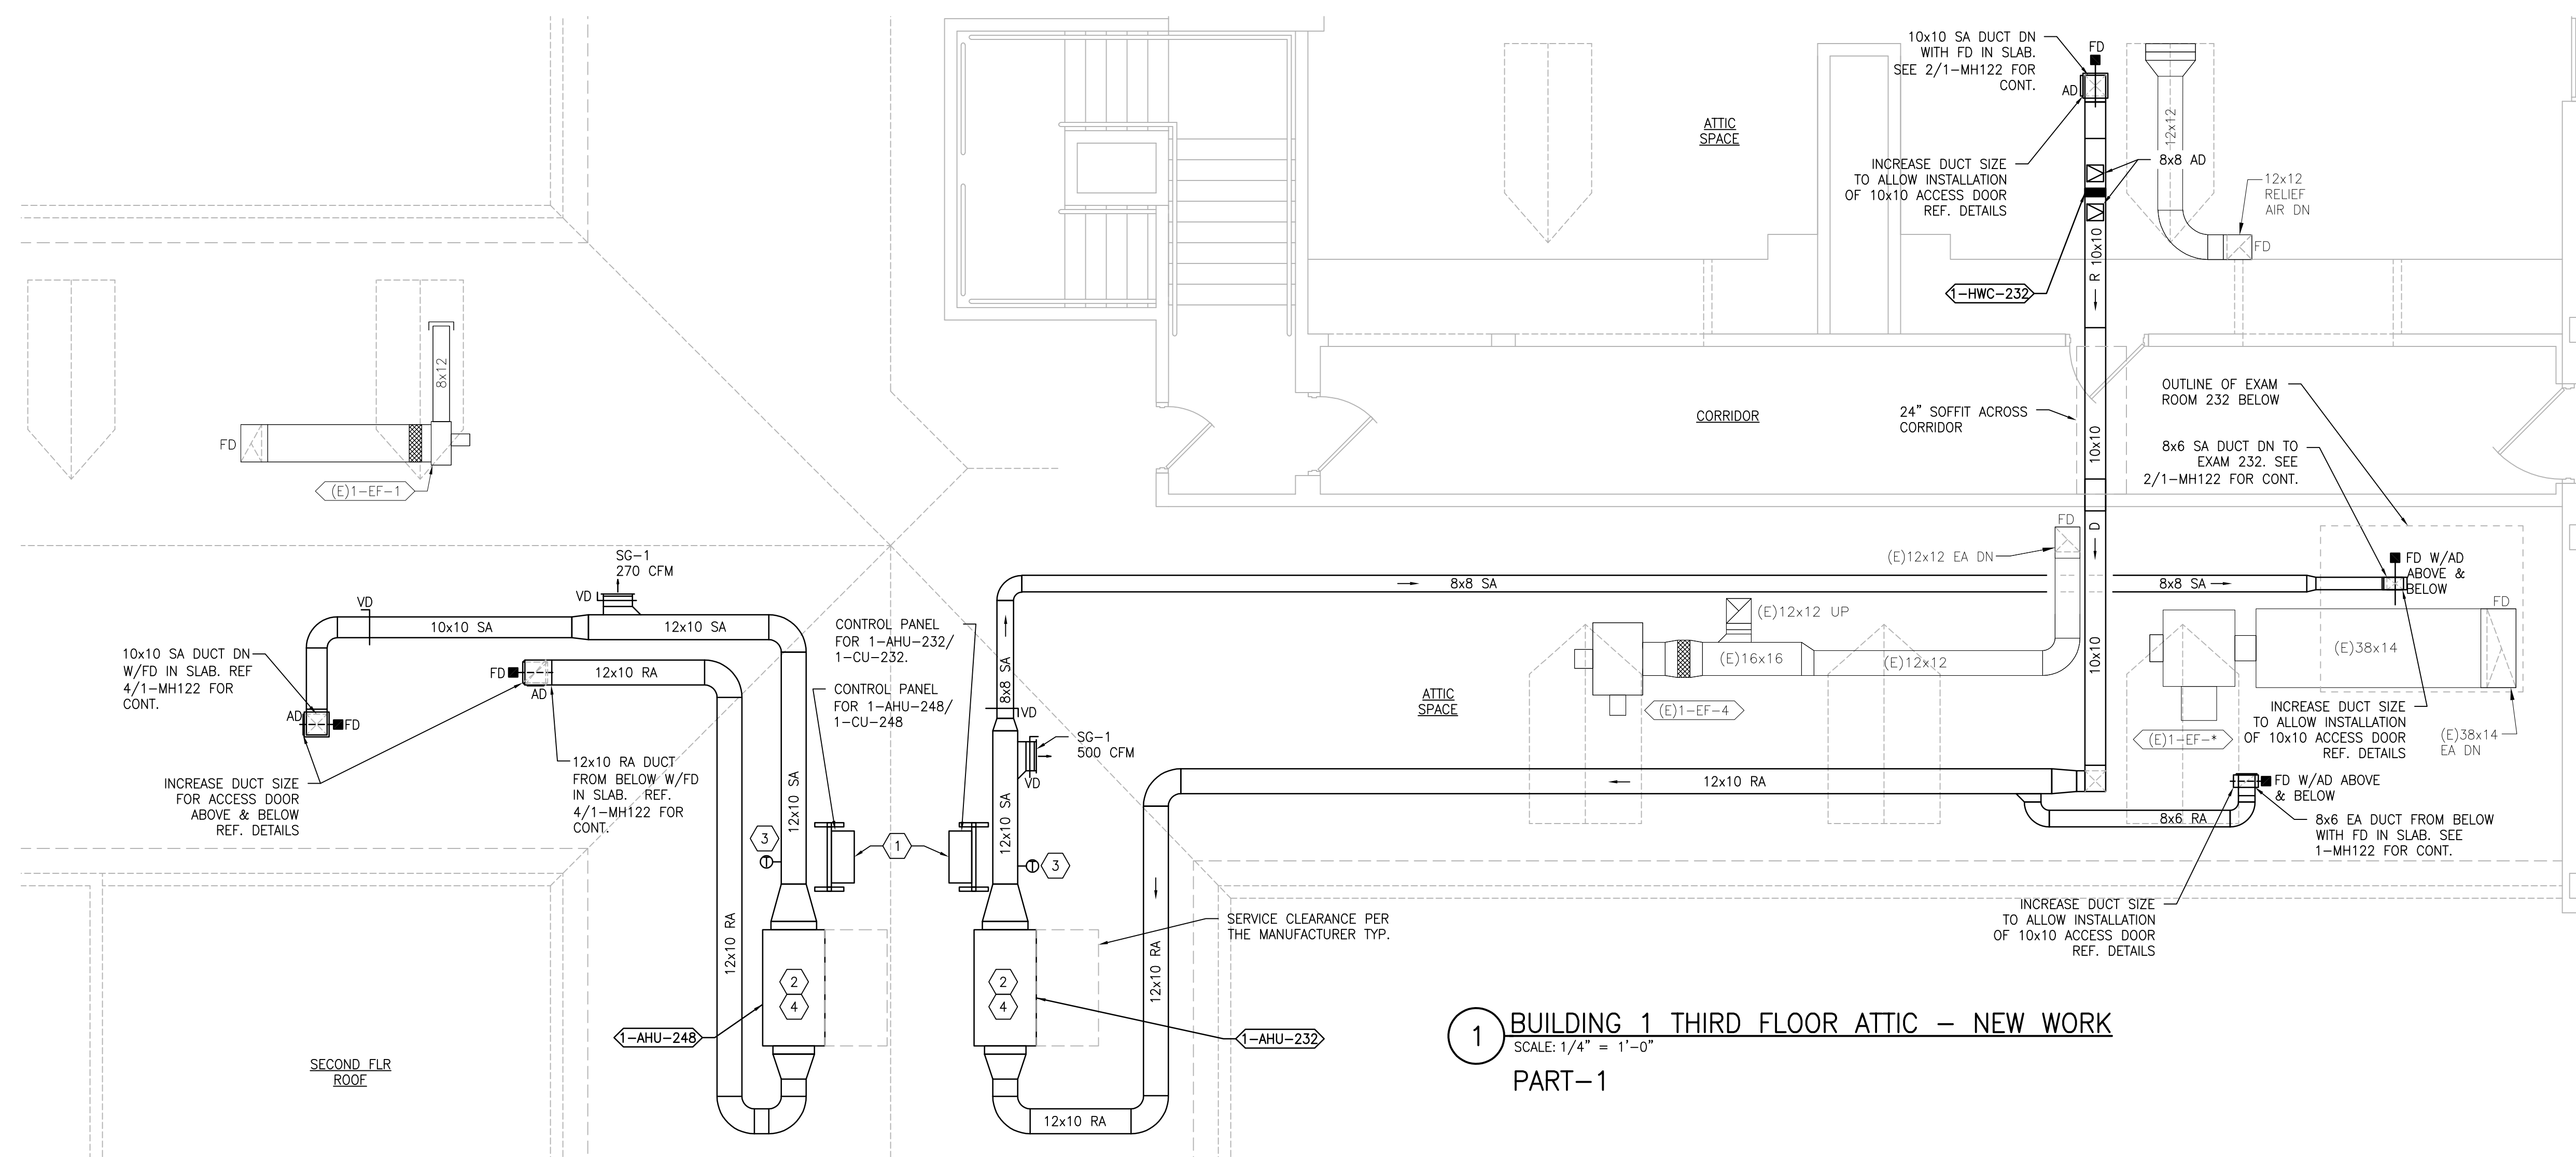 10x10 SA DUCT DN
WITH FD IN SLAB.
SEE 2/1-MH122 FOR
CONT.
FD
AD
ATTIC
SPACE
12x12
8x8 AD
INCREASE DUCT SIZE
TO ALLOW INSTALLATION
OF 10x10 ACCESS DOOR
REF. DETAILS
12x12
RELIEF
AIR DN
FD
R 10x10
1-HWC-232
8x12
FD
(E)1-EF-1
CORRIDOR
24" SOFFIT ACROSS
CORRIDOR
10x10
OUTLINE OF EXAM
ROOM 232 BELOW
8x6 SA DUCT DN TO
EXAM 232. SEE
2/1-MH122 FOR CONT.
D
FD
(E)12x12 EA DN
SG-1
270 CFM
VD
VD
10x10 SA
12x10 SA
8x8 SA
8x8 SA
FD W/AD
ABOVE &
BELOW
10x10 SA DUCT DN
W/FD IN SLAB. REF
4/1-MH122 FOR
CONT.
FD
AD
12x10 RA
CONTROL PANEL
FOR 1-AHU-232/
1-CU-232.
CONTROL PANEL
FOR 1-AHU-248/
1-CU-248
8x8 SA
VD
(E)12x12 UP
(E)16x16
(E)12x12
10x10
FD
(E)38x14
AD
FD
ATTIC
SPACE
(E)1-EF-4
(E)1-EF-*
INCREASE DUCT SIZE
TO ALLOW INSTALLATION
OF 10x10 ACCESS DOOR
REF. DETAILS
(E)38x14
EA DN
SG-1
500 CFM
VD
INCREASE DUCT SIZE
FOR ACCESS DOOR
ABOVE & BELOW
REF. DETAILS
12x10 RA DUCT
FROM BELOW W/FD
IN SLAB. REF.
4/1-MH122 FOR
CONT.
12x10 SA
12x10 SA
12x10 RA
FD W/AD ABOVE
& BELOW
8x6 RA
8x6 EA DUCT FROM BELOW
WITH FD IN SLAB. SEE
1-MH122 FOR CONT.
3
1
3
INCREASE DUCT SIZE
TO ALLOW INSTALLATION
OF 10x10 ACCESS DOOR
REF. DETAILS
12x10 RA
12x10 RA
SERVICE CLEARANCE PER
THE MANUFACTURER TYP.
2
4
2
4
1-AHU-248
1-AHU-232
SECOND FLR
ROOF
12x10 RA
1
BUILDING 1 THIRD FLOOR ATTIC - NEW WORK
SCALE: 1/4" = 1'-0"
PART-1